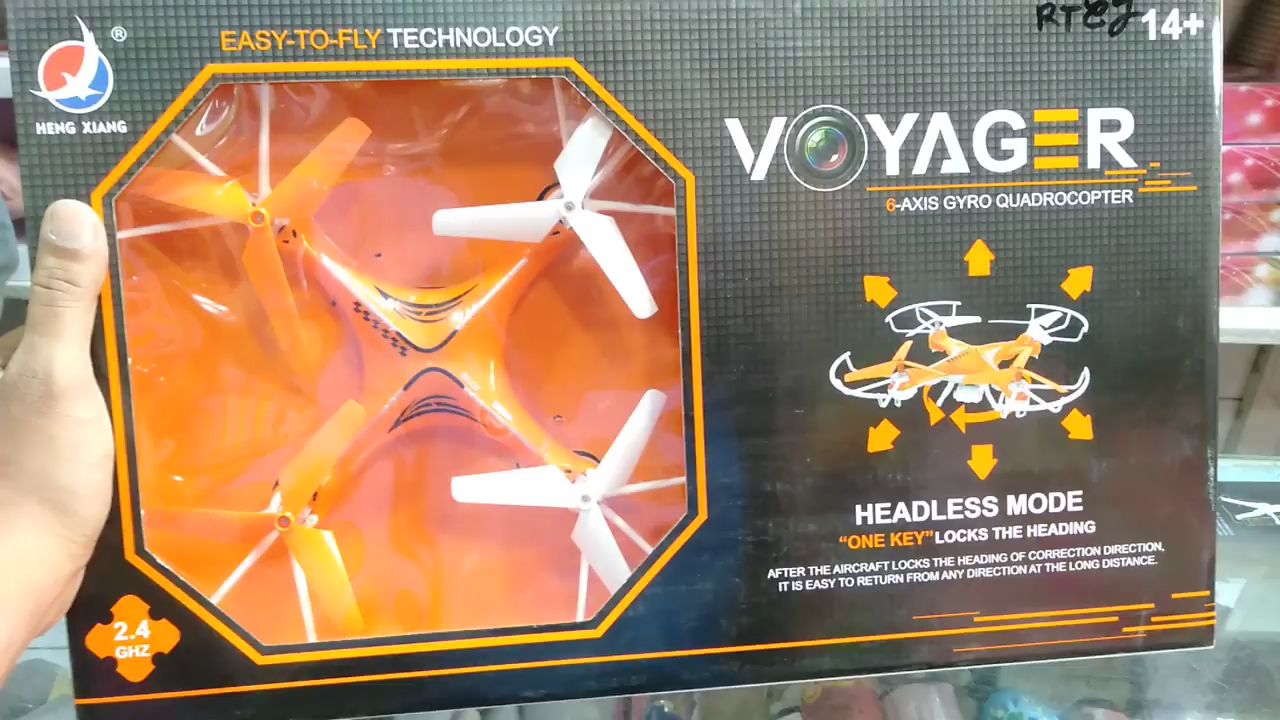 HENG XIANG
®
EASY-TO-FLY TECHNOLOGY
14+
VOYAGER
6-AXIS GYRO QUADROCOPTER
HEADLESS MODE
"ONE KEY" LOCKS THE HEADING
AFTER THE AIRCRAFT LOCKS THE HEADING OF CORRECTION DIRECTION,
IT IS EASY TO RETURN FROM ANY DIRECTION AT THE LONG DISTANCE.
2.4
GHZ